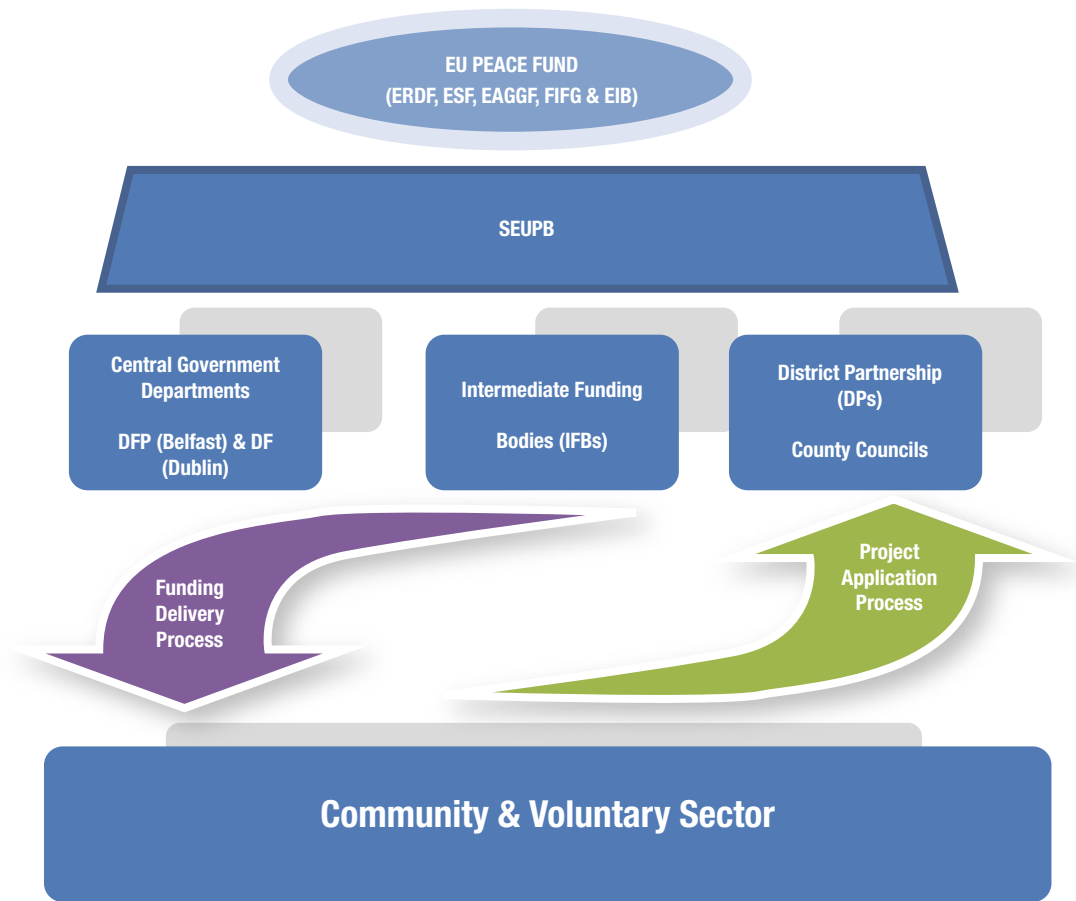 EU PEACE FUND
(ERDF, ESF, EAGGF, FIFG & EIB)
SEUPB
Central Government
Departments
DFP (Belfast) & DF
(Dublin)
Intermediate Funding
Bodies (IFBs)
District Partnership
(DPs)
County Councils
Funding
Delivery
Process
Project
Application
Process
Community & Voluntary Sector